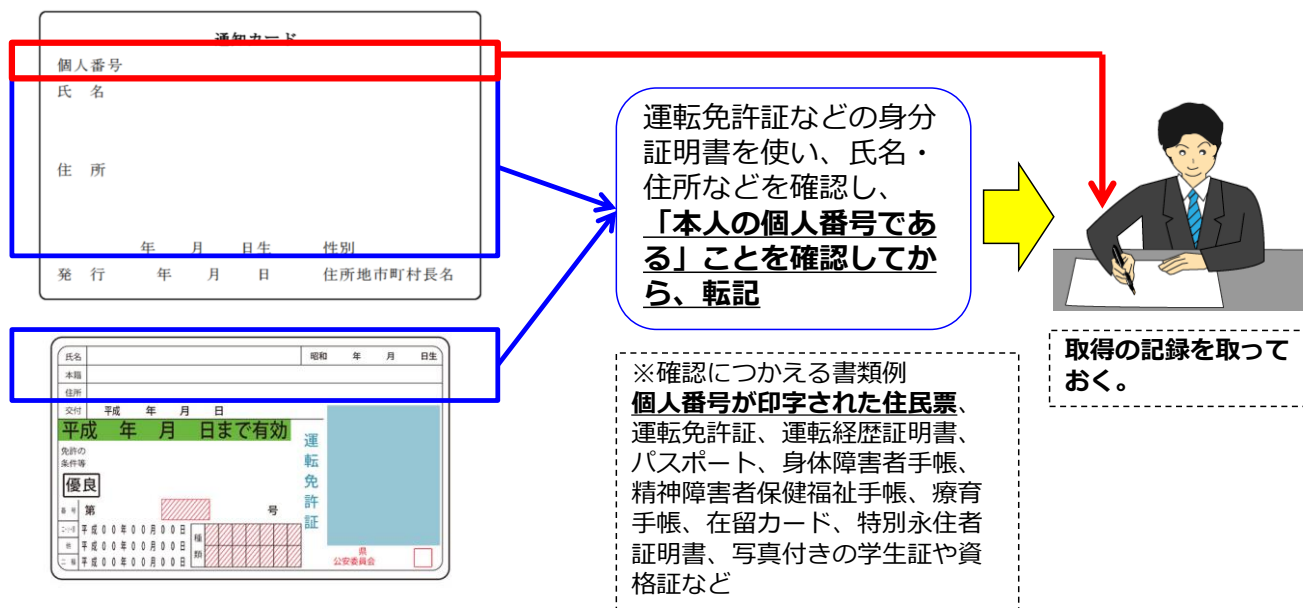 通知カード
個人番号
氏 名
住 所
年 月 日生 性別
発 行 年 月 日 住所地市町村長名
運転免許証などの身分
証明書を使い、氏名・
住所などを確認し、
「本人の個人番号であ
る」ことを確認してか
ら、転記
取得の記録を取って
おく。
※確認につかえる書類例
個人番号が印字された住民票、
運転免許証、運転経歴証明書、
パスポート、身体障害者手帳、
精神障害者保健福祉手帳、療育
手帳、在留カード、特別永住者
証明書、写真付きの学生証や資
格証など
氏名 昭和 年 月 日生
本籍
住所
交付 平成 年 月 日
平成 年 月 日まで有効
免許の
条件等
優良
番号 第 号
平成00年00月00日
他 平成00年00月00日
二種 平成00年00月00日
種類
運転免許証
県
公安委員会